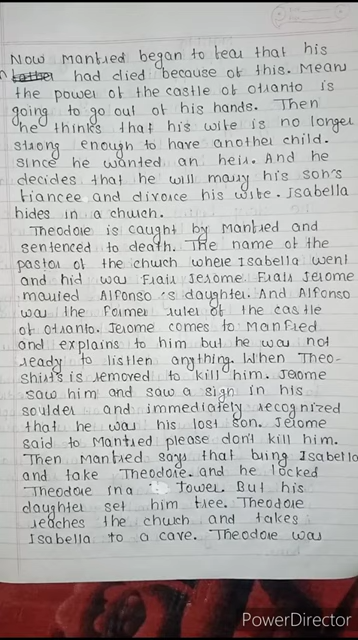 Now Manfred began to fear that his
had died because of this. Means
the power of the castle of otranto is
going to go out of his hands. Then
he thinks that his wife is no longer
strong enough to have another child.
since he wanted an heir. And he
decides that he will marry his son's
fiancee and divorce his wife. Isabella
hides in a church.
Theodore is caught by Manfred and
sentenced to death. The name of the
pastor of the church where Isabella went
and hid was Frair Jerome. Frair Jerome
married Alfonso's daughter. And Alfonso
was the former ruler of the castle
of otranto. Jerome comes to Manfred
and explains to him but he was not
ready to listlen anything. When Theo-
shirt's is removed to kill him. Jerome
saw him and saw a sign in his
soulder and immediafely recognized
that he was his lost son. Jerome
said to Manfred please don't kill him.
Then Manfred says that bring Isabella
and take Theodore. and he locked
Theodore in a Tower. But his
daughter set him free. Theodore
reaches the church and takes
Isabella to a cave. Theodore was
PowerDirector